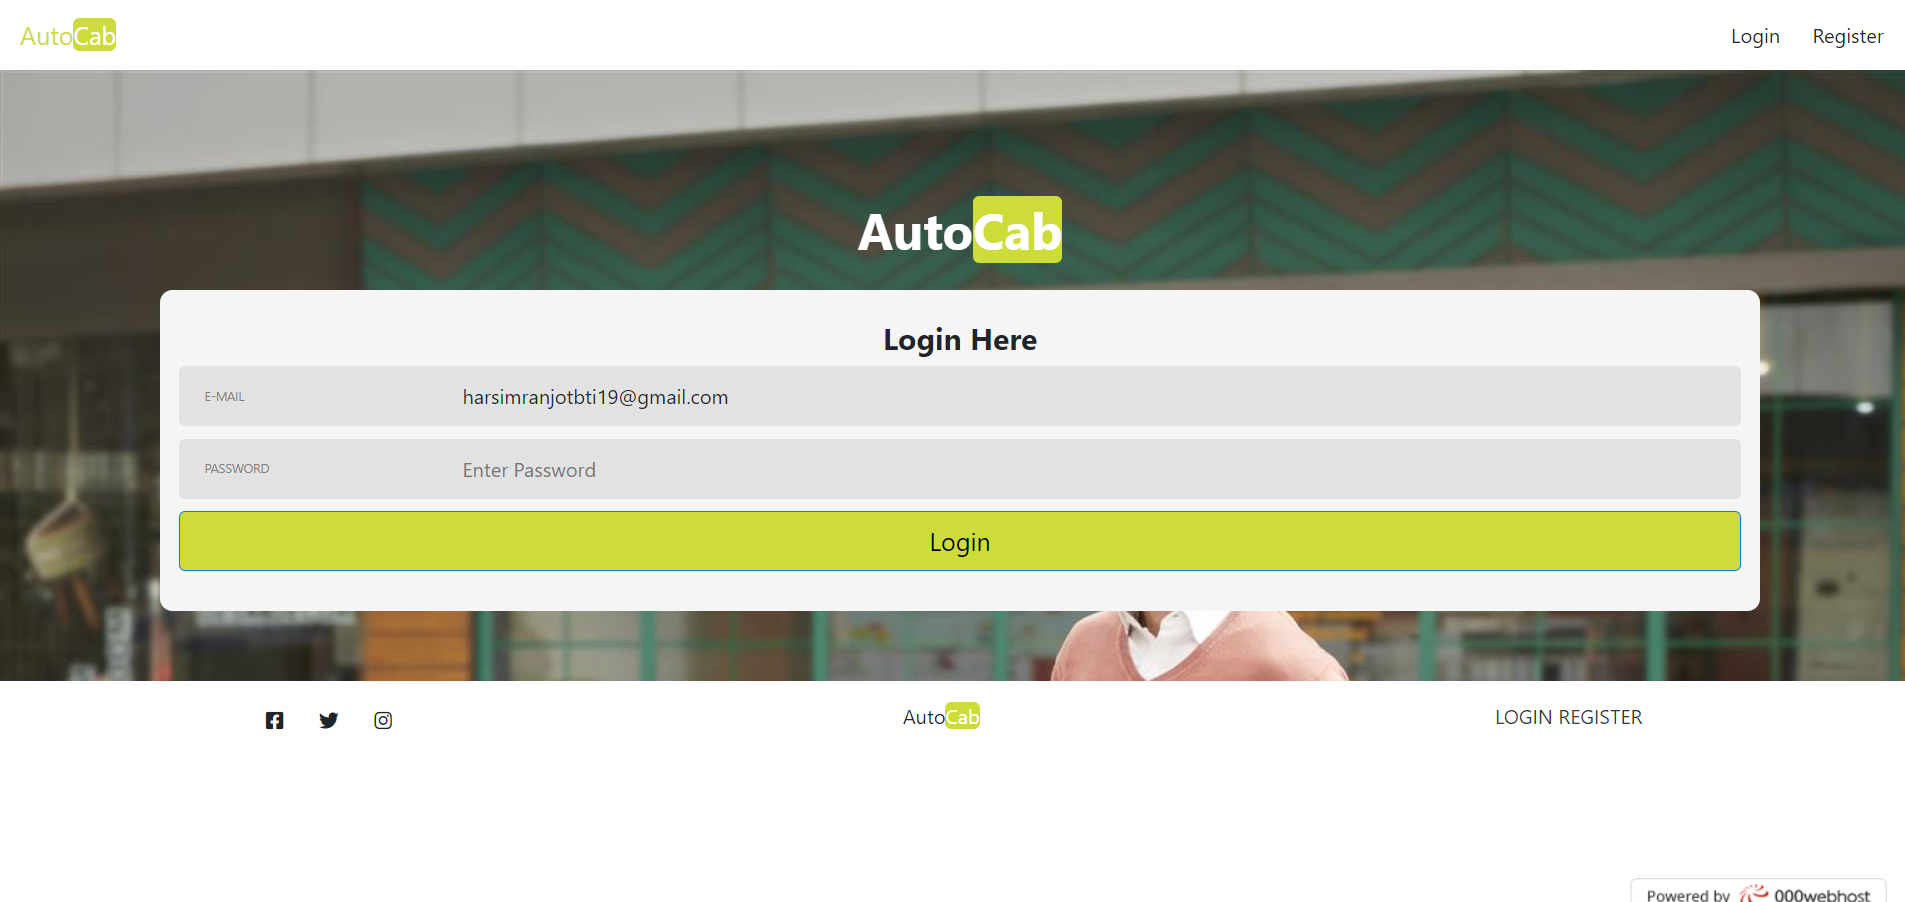 AutoCab
Login Register
AutoCab
Login Here
E-MAIL harsimranjotbti19@gmail.com
PASSWORD Enter Password
Login
AutoCab
LOGIN REGISTER
Powered by 000webhost